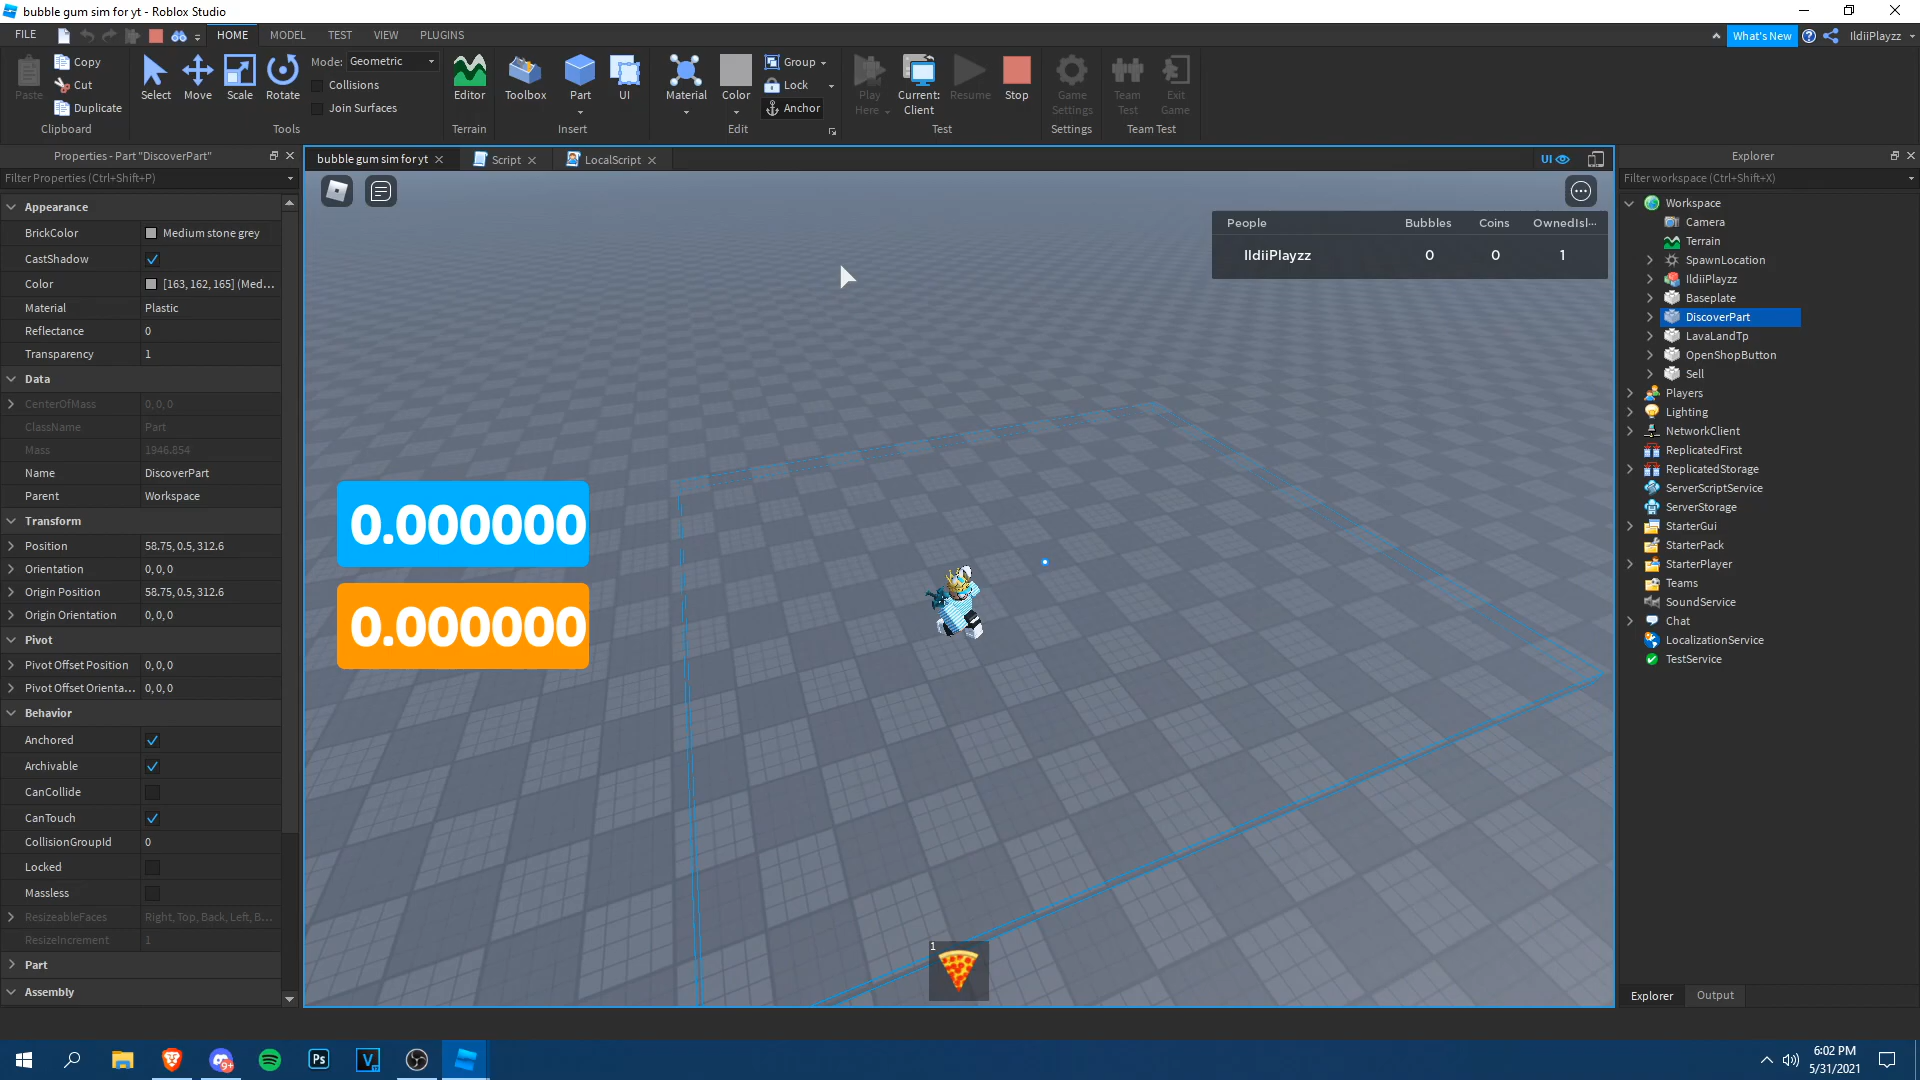 bubble gum sim for yt - Roblox Studio
FILE HOME MODEL TEST VIEW PLUGINS What's New IldiiPlayzz
Paste Copy Cut Duplicate Clipboard
Select Move Scale Rotate Mode: Geometric Collisions Join Surfaces Tools
Editor Terrain
Toolbox Part UI Insert
Material Color Group Lock Anchor Edit
Play Here Current: Client Resume Stop Test
Game Settings Settings
Team Test Exit Game Team Test
Properties - Part "DiscoverPart"
Filter Properties (Ctrl+Shift+P)
Appearance
BrickColor Medium stone grey
CastShadow
Color [163, 162, 165] (Med...
Material Plastic
Reflectance 0
Transparency 1
Data
CenterOfMass 0, 0, 0
ClassName Part
Mass 1946.854
Name DiscoverPart
Parent Workspace
Transform
Position 58.75, 0.5, 312.6
Orientation 0, 0, 0
Origin Position 58.75, 0.5, 312.6
Origin Orientation 0, 0, 0
Pivot
Pivot Offset Position 0, 0, 0
Pivot Offset Orienta... 0, 0, 0
Behavior
Anchored
Archivable
CanCollide
CanTouch
CollisionGroupId 0
Locked
Massless
ResizeableFaces Right, Top, Back, Left, B...
ResizeIncrement 1
Part
Assembly
bubble gum sim for yt Script LocalScript UI
People Bubbles Coins OwnedIsl...
IldiiPlayzz 0 0 1
0.000000
0.000000
1
Explorer
Filter workspace (Ctrl+Shift+X)
Workspace
Camera
Terrain
SpawnLocation
IldiiPlayzz
Baseplate
DiscoverPart
LavaLandTp
OpenShopButton
Sell
Players
Lighting
NetworkClient
ReplicatedFirst
ReplicatedStorage
ServerScriptService
ServerStorage
StarterGui
StarterPack
StarterPlayer
Teams
SoundService
Chat
LocalizationService
TestService
Explorer Output
9+ Ps V
6:02 PM
5/31/2021